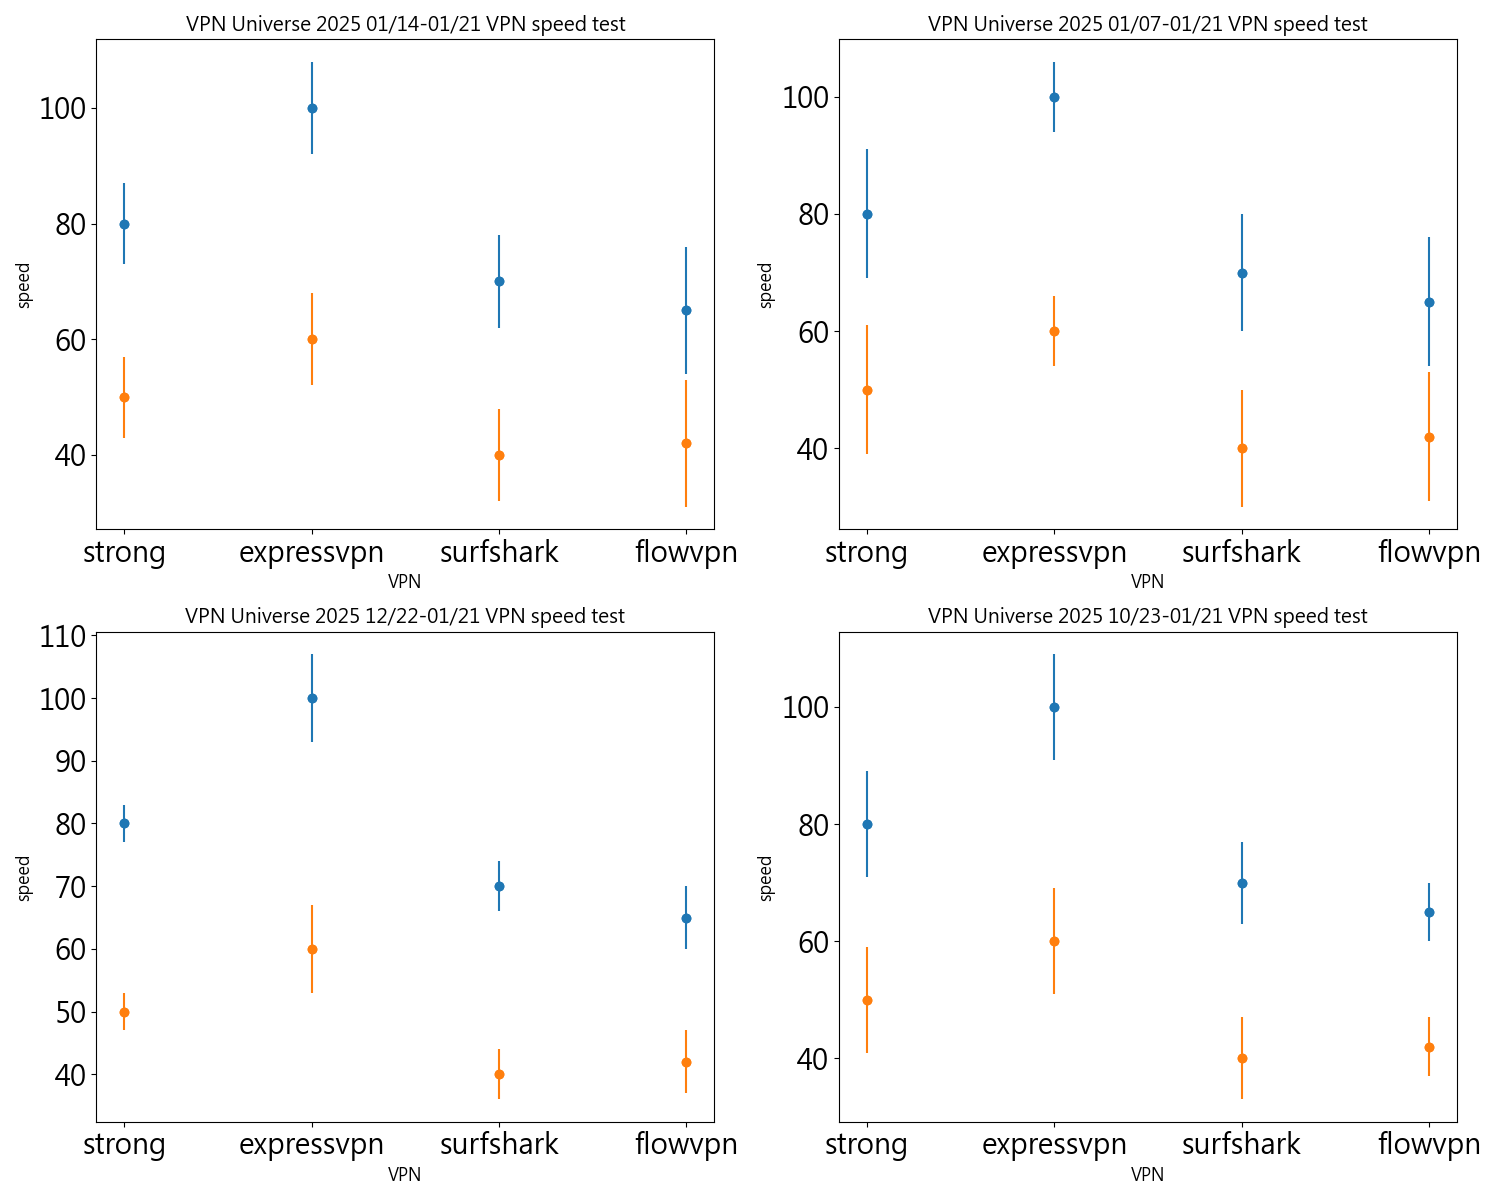 VPN Universe 2025 01/14-01/21 VPN speed test
100
80
60
40
speed
strong expressvpn surfshark flowvpn
VPN
VPN Universe 2025 01/07-01/21 VPN speed test
100
80
60
40
speed
strong expressvpn surfshark flowvpn
VPN
VPN Universe 2025 12/22-01/21 VPN speed test
110
100
90
80
70
60
50
40
speed
strong expressvpn surfshark flowvpn
VPN
VPN Universe 2025 10/23-01/21 VPN speed test
100
80
60
40
speed
strong expressvpn surfshark flowvpn
VPN